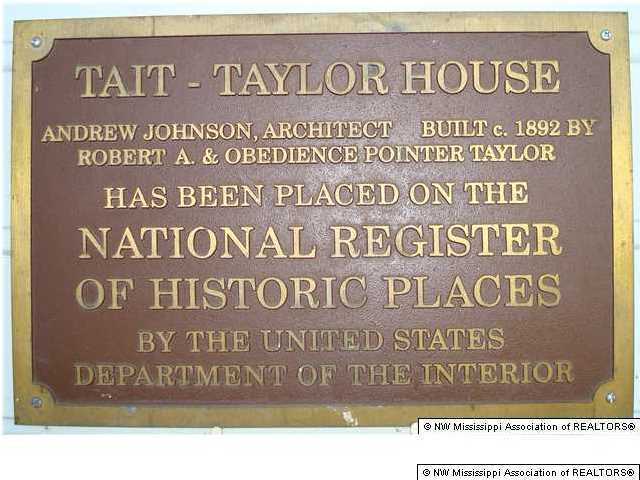 TAIT - TAYLOR HOUSE
ANDREW JOHNSON, ARCHITECT BUILT c. 1892 BY
ROBERT A. & OBEDIENCE POINTER TAYLOR
HAS BEEN PLACED ON THE
NATIONAL REGISTER
OF HISTORIC PLACES
BY THE UNITED STATES
DEPARTMENT OF THE INTERIOR
© NW Mississippi Association of REALTORS®
© NW Mississippi Association of REALTORS®